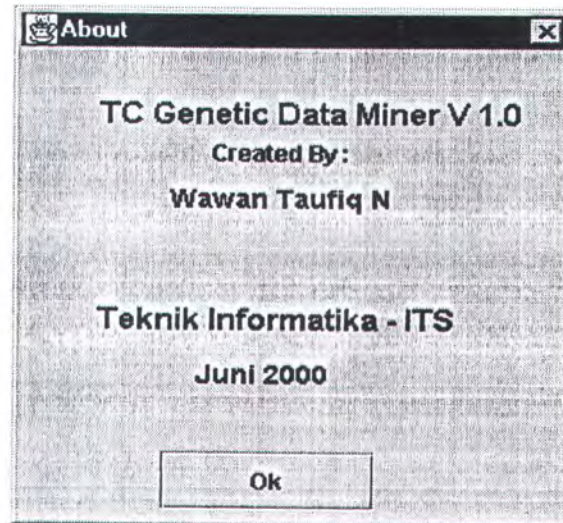 About
TC Genetic Data Miner V 1.0
Created By :
Wawan Taufiq N
Teknik Informatika - ITS
Juni 2000
Ok